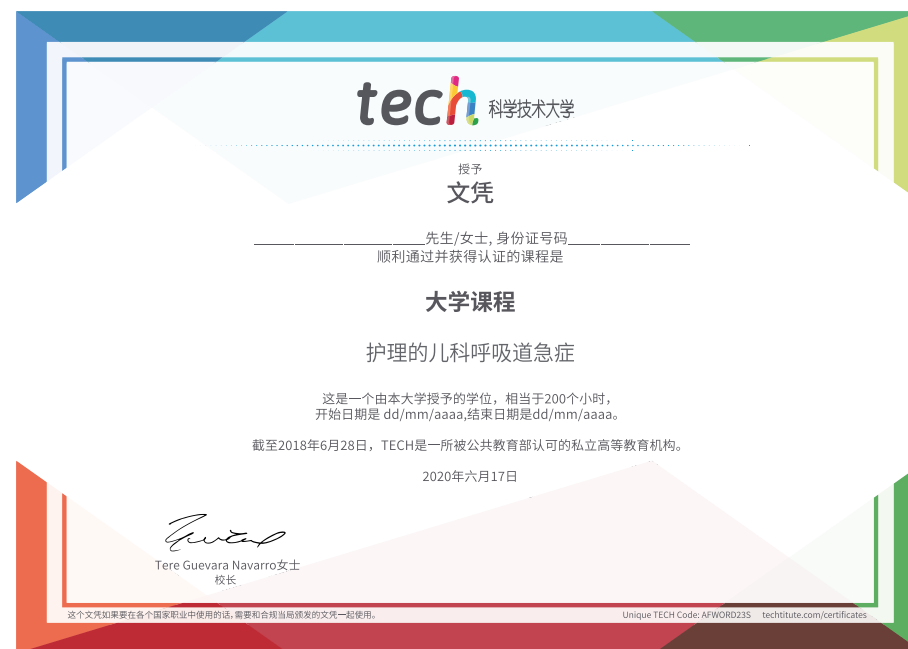 tech 科学技术大学
授予
文凭
____________________先生/女士, 身份证号码_______________
顺利通过并获得认证的课程是
大学课程
护理的儿科呼吸道急症
这是一个由本大学授予的学位，相当于200个小时，
开始日期是 dd/mm/aaaa,结束日期是dd/mm/aaaa。
截至2018年6月28日，TECH是一所被公共教育部认可的私立高等教育机构。
2020年六月17日
Tere Guevara Navarro女士
校长
这个文凭如果要在各个国家职业中使用的话,需要和合规当局颁发的文凭一起使用。
Unique TECH Code: AFWORD23S techtitute.com/certificates